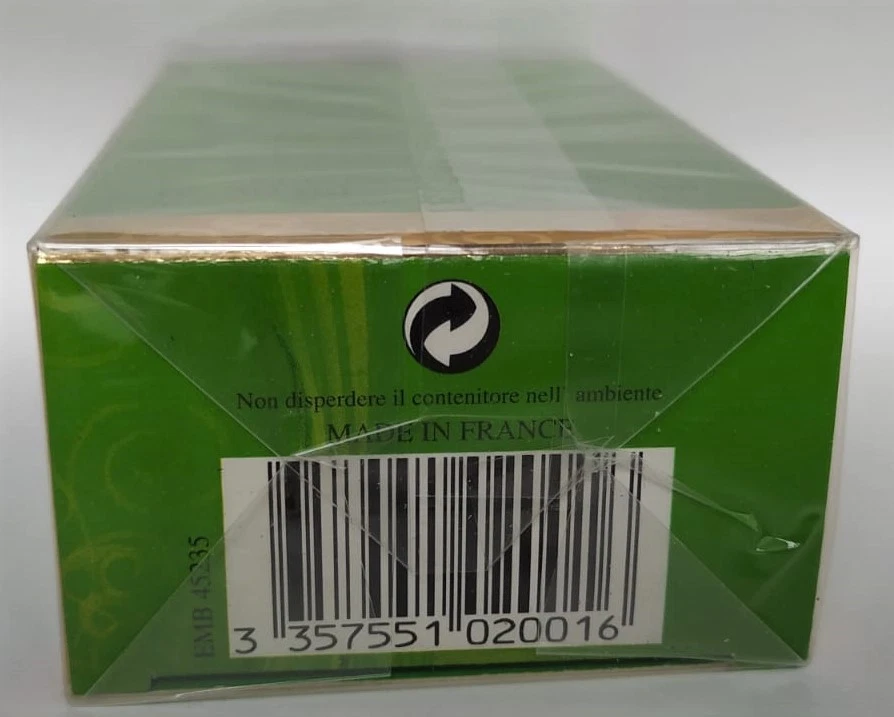 Non disperdere il contenitore nell' ambiente
MADE IN FRANCE
EMB 45235
3 357551 020016